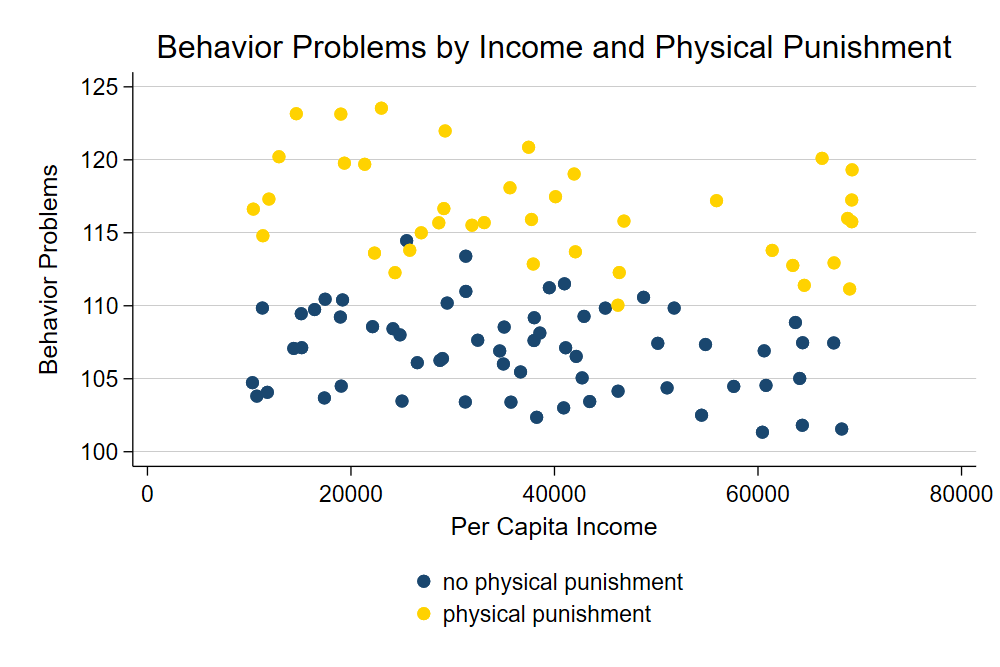 Behavior Problems by Income and Physical Punishment
125
120
115
110
105
100
Behavior Problems
0 20000 40000 60000 80000
Per Capita Income
no physical punishment
physical punishment